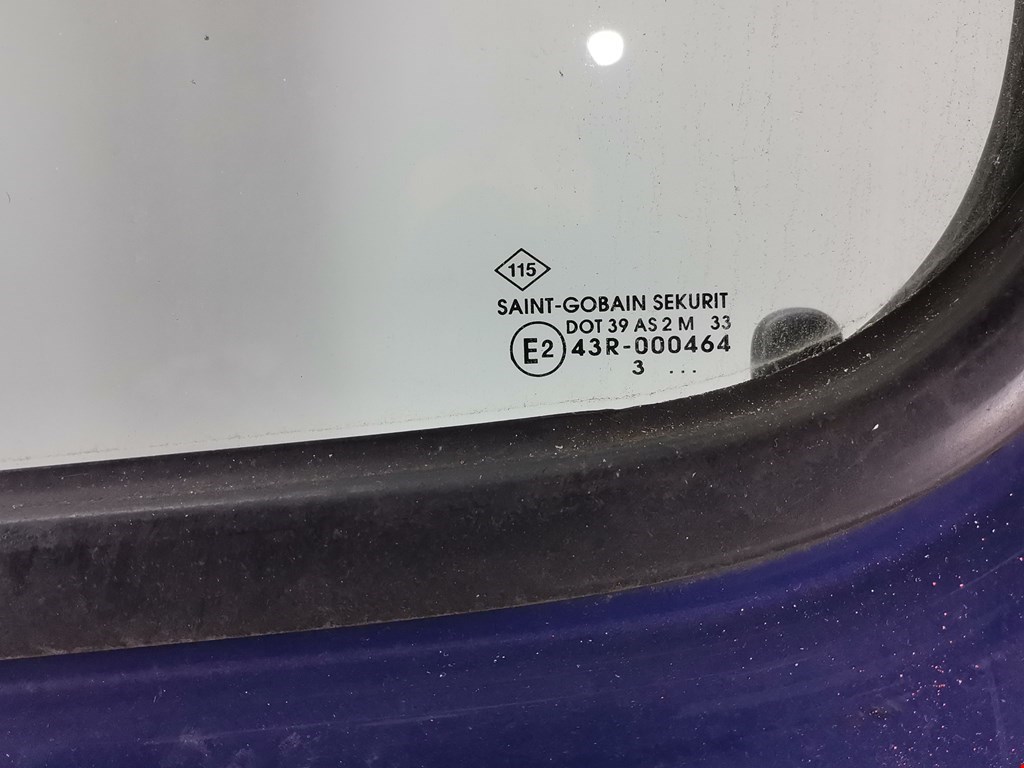 115
SAINT-GOBAIN SEKURIT
DOT 39 AS 2 M 33
E2 43R-000464
3 ...